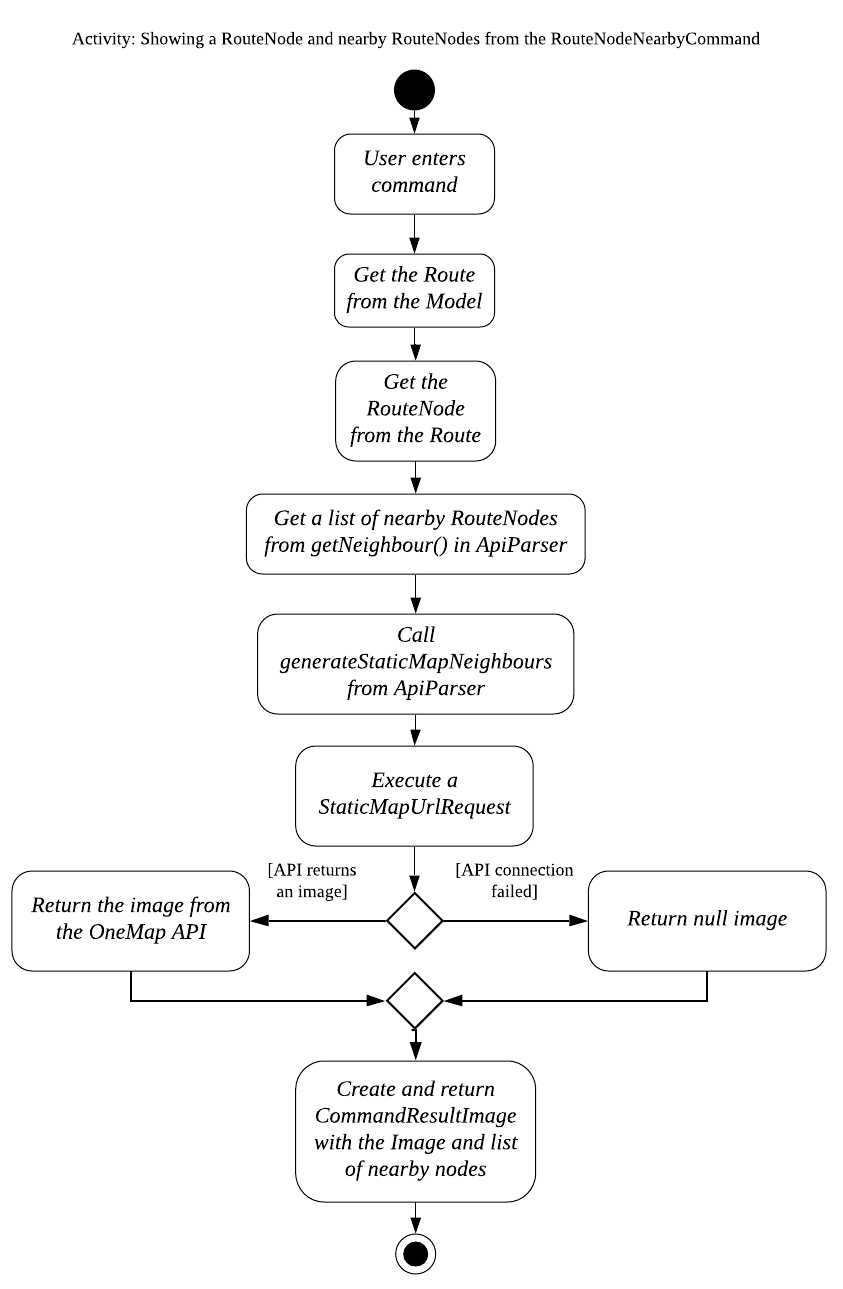 Activity: Showing a RouteNode and nearby RouteNodes from the RouteNodeNearbyCommand
User enters
command
Get the Route
from the Model
Get the
RouteNode
from the Route
Get a list of nearby RouteNodes
from getNeighbour() in ApiParser
Call
generateStaticMapNeighbours
from ApiParser
Execute a
StaticMapUrlRequest
[API returns
an image]
[API connection
failed]
Return the image from
the OneMap API
Return null image
Create and return
CommandResultImage
with the Image and list
of nearby nodes